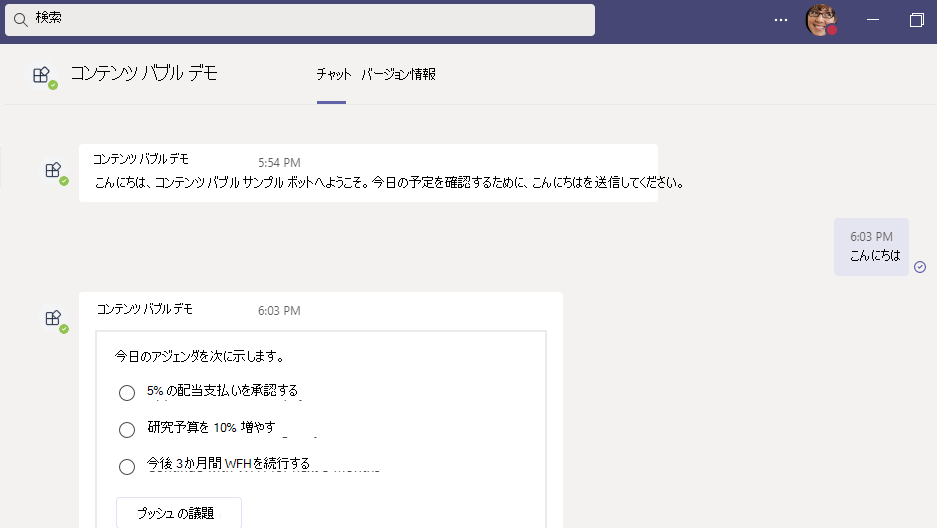 検索
コンテンツ バブル デモ
チャット バージョン情報
コンテンツ バブル デモ 5:54 PM
こんにちは、コンテンツ バブル サンプル ボットへようこそ。今日の予定を確認するために、こんにちはを送信してください。
6:03 PM
こんにちは
コンテンツ バブル デモ 6:03 PM
今日のアジェンダを次に示します。
5% の配当支払いを承認する
研究予算を 10% 増やす
今後 3か月間 WFHを続行する
プッシュ の議題